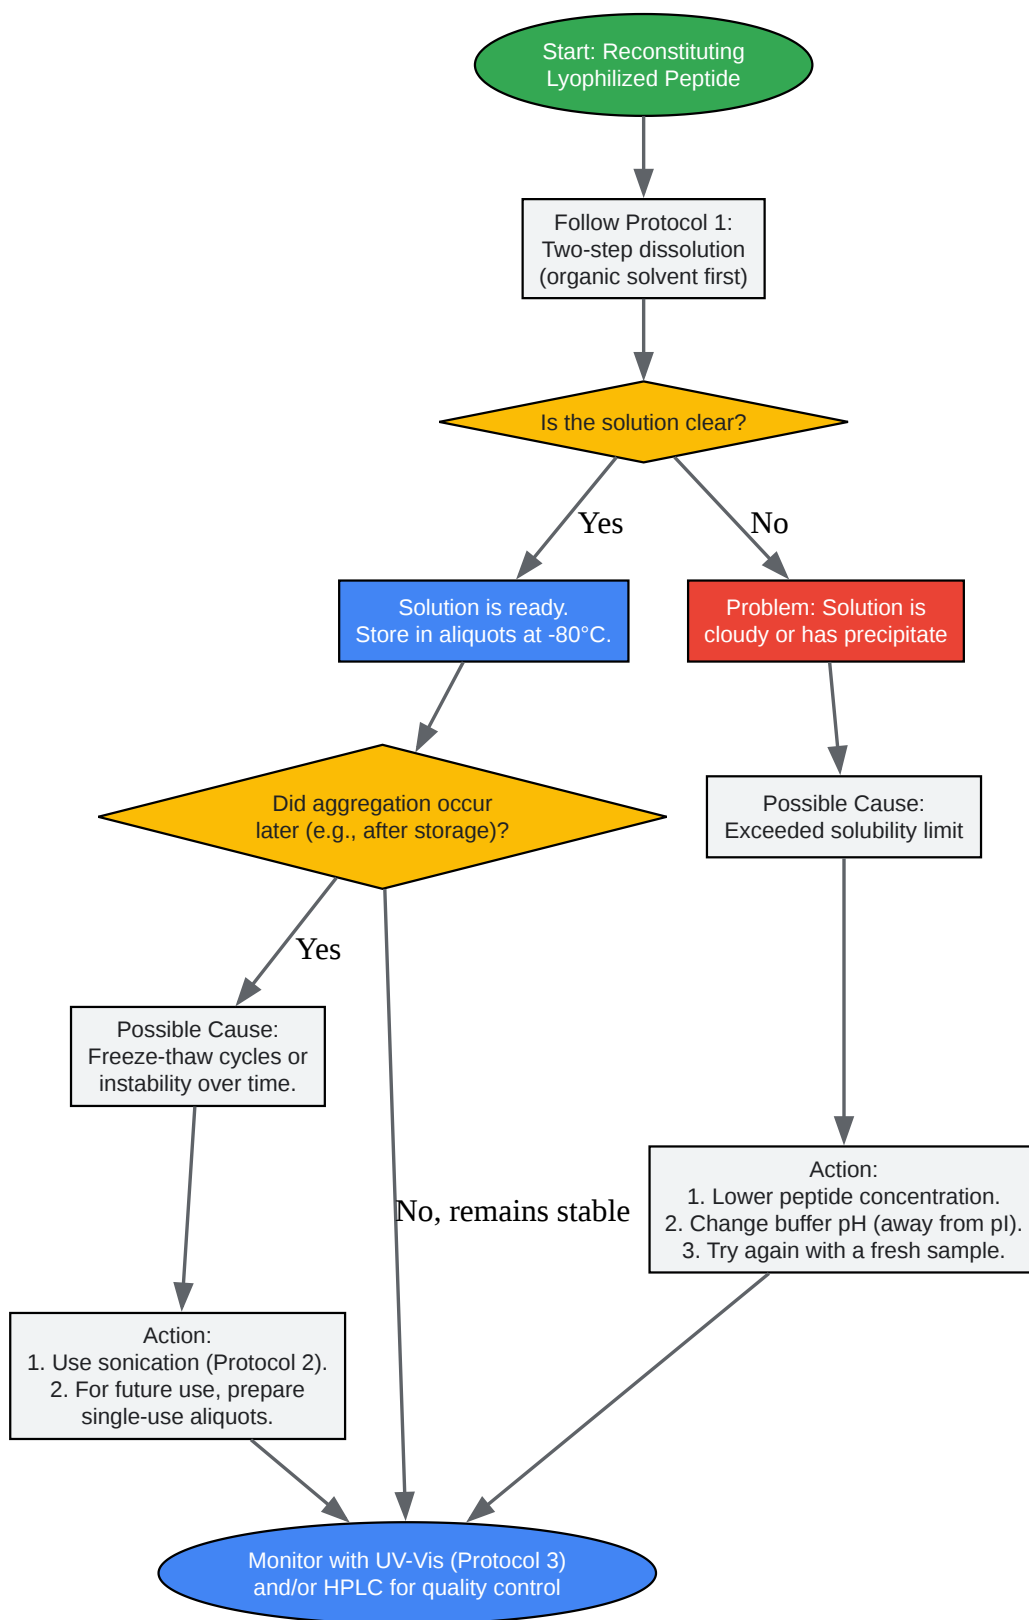 Start: Reconstituting
Lyophilized Peptide
Follow Protocol 1:
Two-step dissolution
(organic solvent first)
Is the solution clear?
Yes
No
Solution is ready.
Store in aliquots at -80°C.
Problem: Solution is
cloudy or has precipitate
Did aggregation occur
later (e.g., after storage)?
Possible Cause:
Exceeded solubility limit
Yes
Possible Cause:
Freeze-thaw cycles or
instability over time.
No, remains stable
Action:
1. Lower peptide concentration.
2. Change buffer pH (away from pI).
3. Try again with a fresh sample.
Action:
1. Use sonication (Protocol 2).
2. For future use, prepare
single-use aliquots.
Monitor with UV-Vis (Protocol 3)
and/or HPLC for quality control